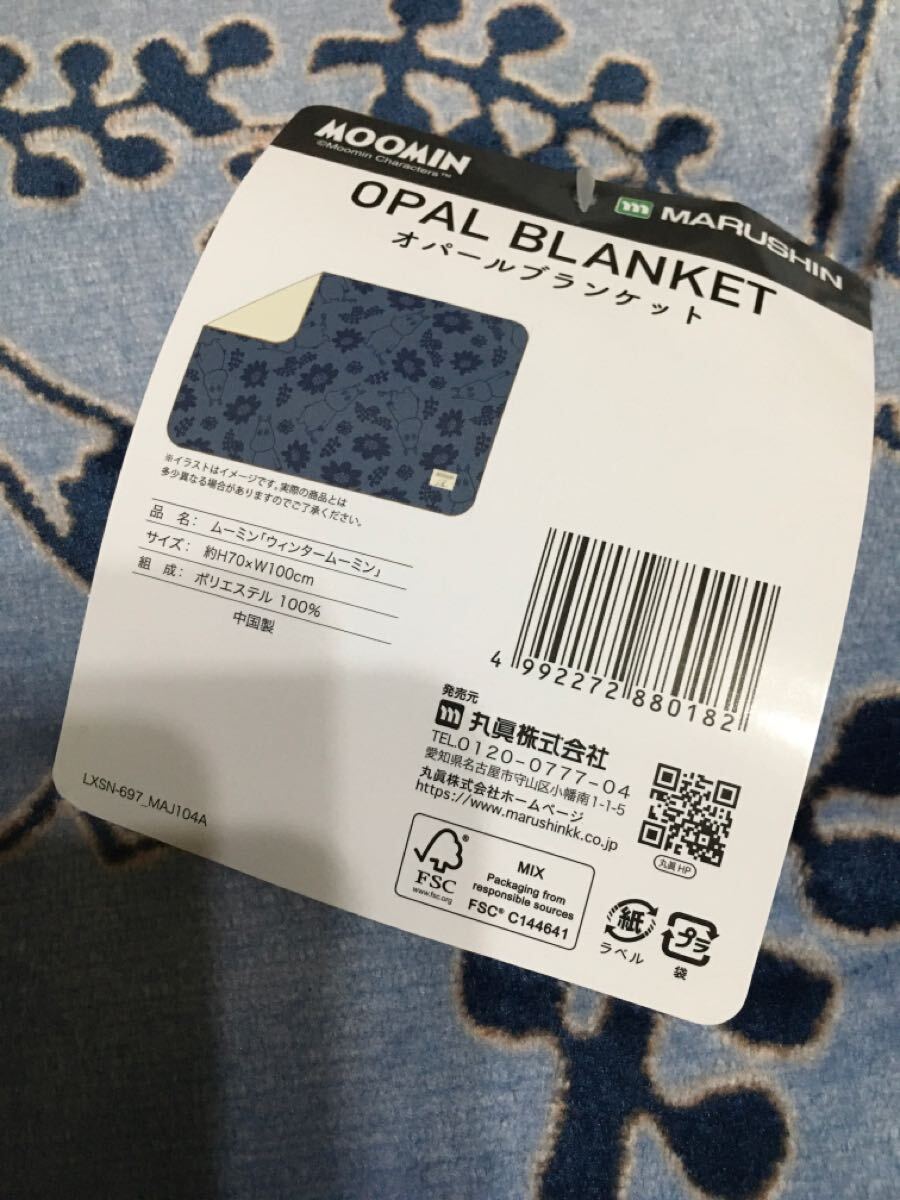 MOOMIN
©Moomin Characters™
MARUSHIN
OPAL BLANKET
オパールブランケット
※イラストはイメージです。実際の商品とは
多少異なる場合がありますのでご了承ください。
品 名: ムーミン「ウィンタームーミン」
サイズ: 約H70×W100cm
組 成: ポリエステル 100%
中国製
4 992272 880182
発売元
丸眞株式会社
TEL.0120-0777-04
愛知県名古屋市守山区小幡南1-1-5
丸眞株式会社ホームページ
https://www.marushinkk.co.jp
丸眞HP
LXSN-697_MAJ104A
FSC®
www.fsc.org
MIX
Packaging from
responsible sources
FSC® C144641
紙
ラベル
プラ
袋